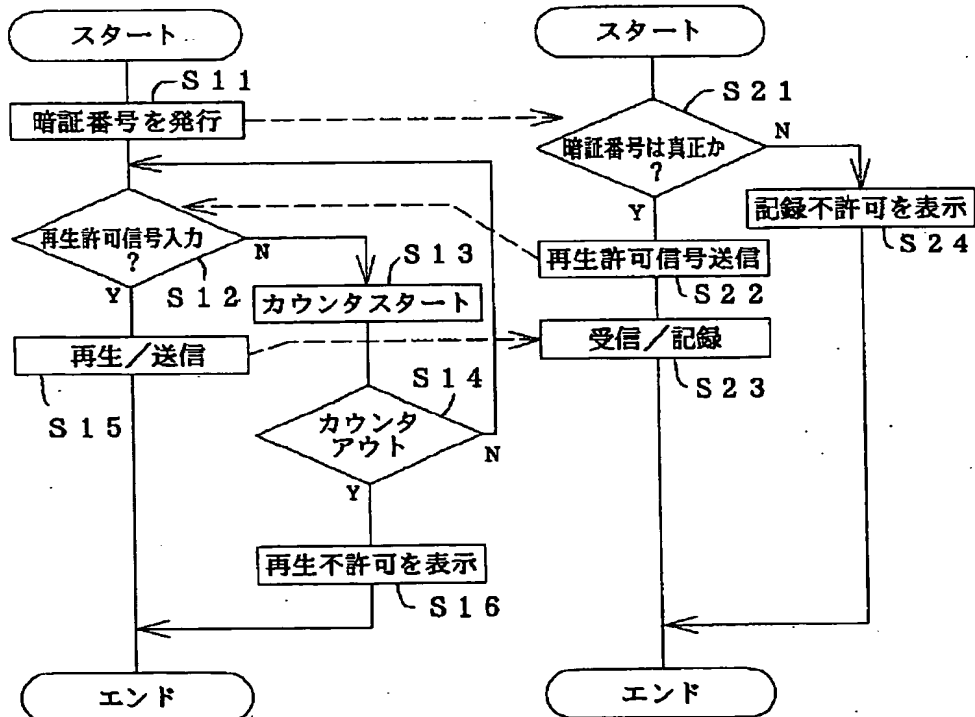 スタート
S11
暗証番号を発行
再生許可信号入力
?
N
S12
Y
S13
カウンタスタート
再生/送信
S15
S14
カウンタ
アウト
N
Y
再生不許可を表示
S16
エンド
スタート
S21
暗証番号は真正か
?
N
Y
記録不許可を表示
S24
再生許可信号送信
S22
受信/記録
S23
エンド